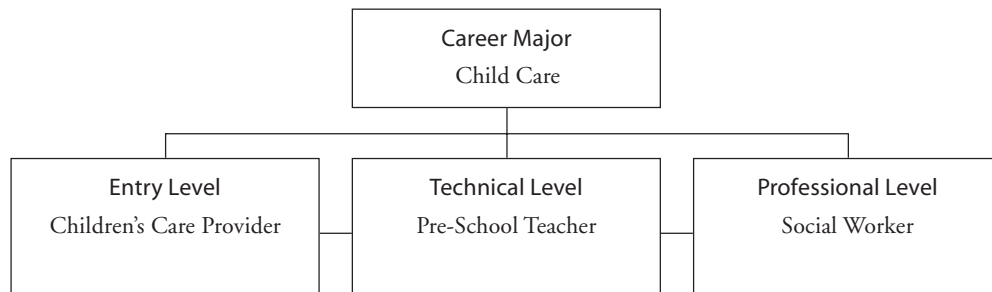 Career Major
Child Care
Entry Level
Children’s Care Provider
Technical Level
Pre-School Teacher
Professional Level
Social Worker